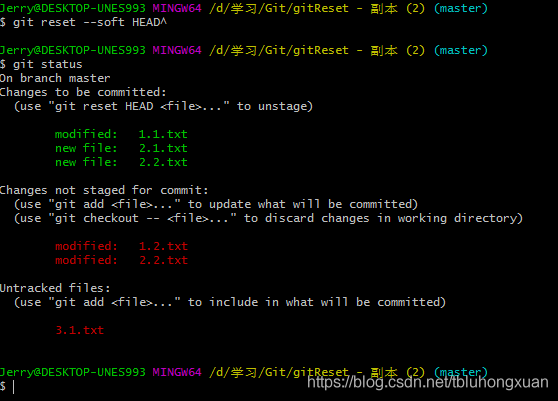 Jerry@DESKTOP-UNES993 MINGW64 /d/学习/Git/gitReset - 副本 (2) (master)
$ git reset --soft HEAD^
Jerry@DESKTOP-UNES993 MINGW64 /d/学习/Git/gitReset - 副本 (2) (master)
$ git status
On branch master
Changes to be committed:
  (use "git reset HEAD <file>..." to unstage)
        modified:   1.1.txt
        new file:   2.1.txt
        new file:   2.2.txt
Changes not staged for commit:
  (use "git add <file>..." to update what will be committed)
  (use "git checkout -- <file>..." to discard changes in working directory)
        modified:   1.2.txt
        modified:   2.2.txt
Untracked files:
  (use "git add <file>..." to include in what will be committed)
        3.1.txt
Jerry@DESKTOP-UNES993 MINGW64 /d/学习/Git/gitReset - 副本 (2) (master)
$
https://blog.csdn.net/tbluhongxuan